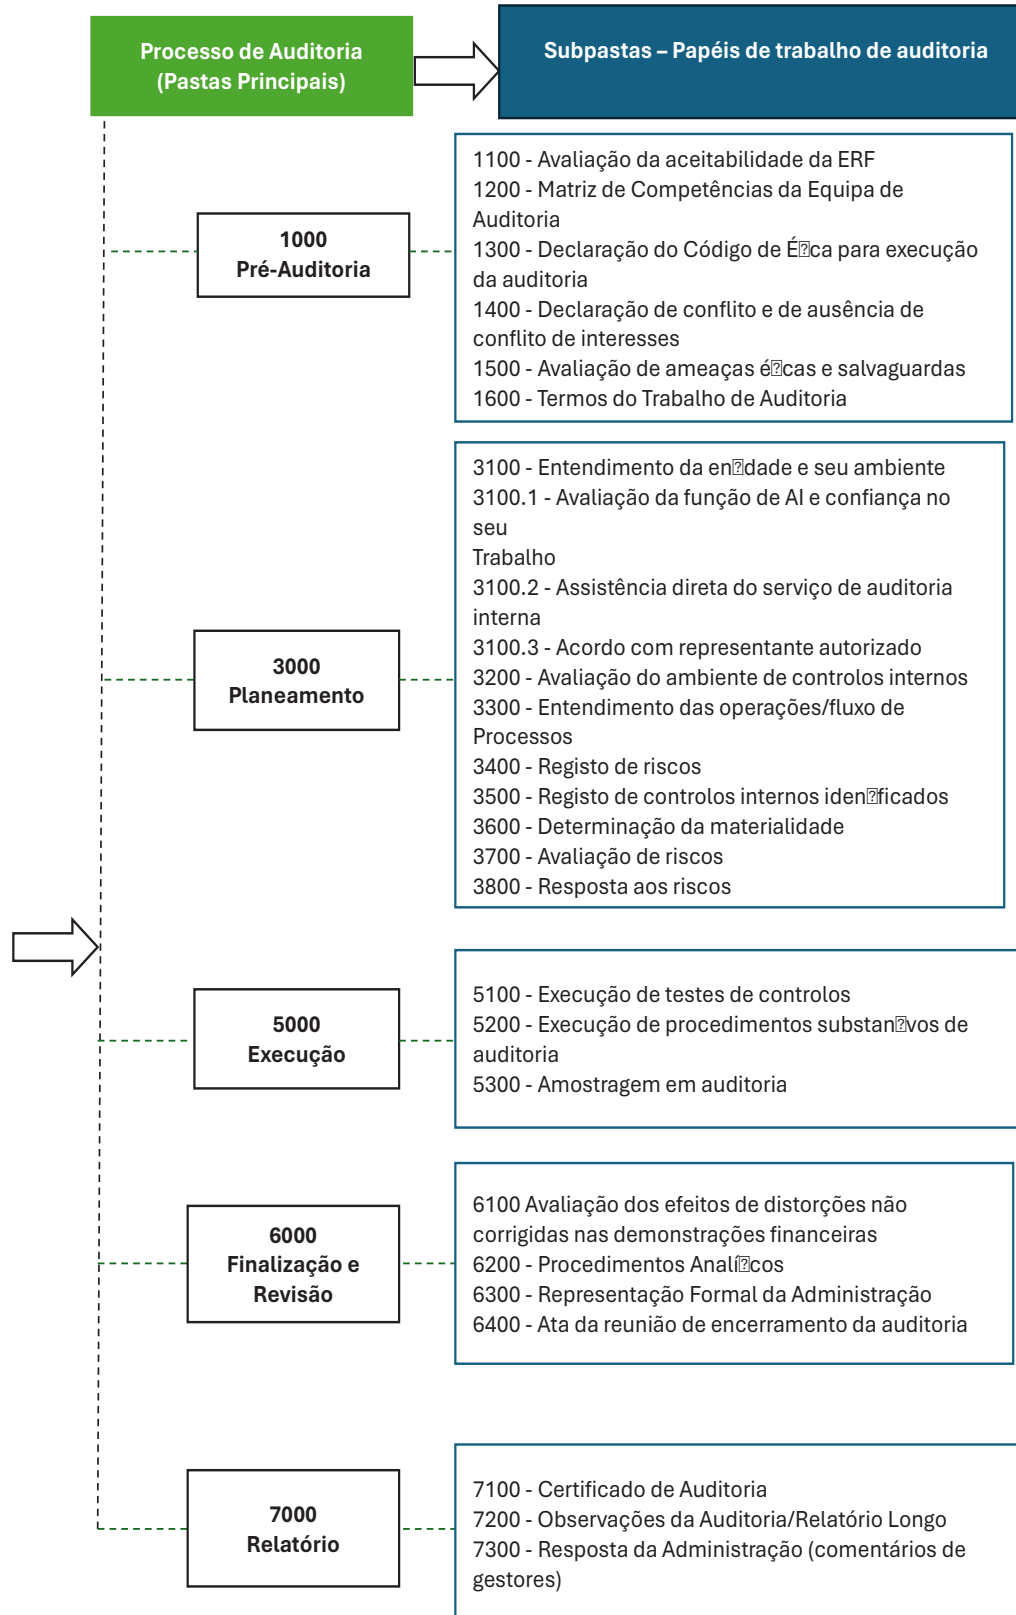 Processo de Auditoria
(Pastas Principais)
Subpastas – Papéis de trabalho de auditoria
1000
Pré-Auditoria
1100 - Avaliação da aceitabilidade da ERF
1200 - Matriz de Competências da Equipa de
Auditoria
1300 - Declaração do Código de É⍰ca para execução
da auditoria
1400 - Declaração de conflito e de ausência de
conflito de interesses
1500 - Avaliação de ameaças é⍰cas e salvaguardas
1600 - Termos do Trabalho de Auditoria
3000
Planeamento
3100 - Entendimento da en⍰dade e seu ambiente
3100.1 - Avaliação da função de AI e confiança no
seu
Trabalho
3100.2 - Assistência direta do serviço de auditoria
interna
3100.3 - Acordo com representante autorizado
3200 - Avaliação do ambiente de controlos internos
3300 - Entendimento das operações/fluxo de
Processos
3400 - Registo de riscos
3500 - Registo de controlos internos iden⍰ficados
3600 - Determinação da materialidade
3700 - Avaliação de riscos
3800 - Resposta aos riscos
5000
Execução
5100 - Execução de testes de controlos
5200 - Execução de procedimentos substan⍰vos de
auditoria
5300 - Amostragem em auditoria
6000
Finalização e
Revisão
6100 Avaliação dos efeitos de distorções não
corrigidas nas demonstrações financeiras
6200 - Procedimentos Analí⍰cos
6300 - Representação Formal da Administração
6400 - Ata da reunião de encerramento da auditoria
7000
Relatório
7100 - Certificado de Auditoria
7200 - Observações da Auditoria/Relatório Longo
7300 - Resposta da Administração (comentários de
gestores)